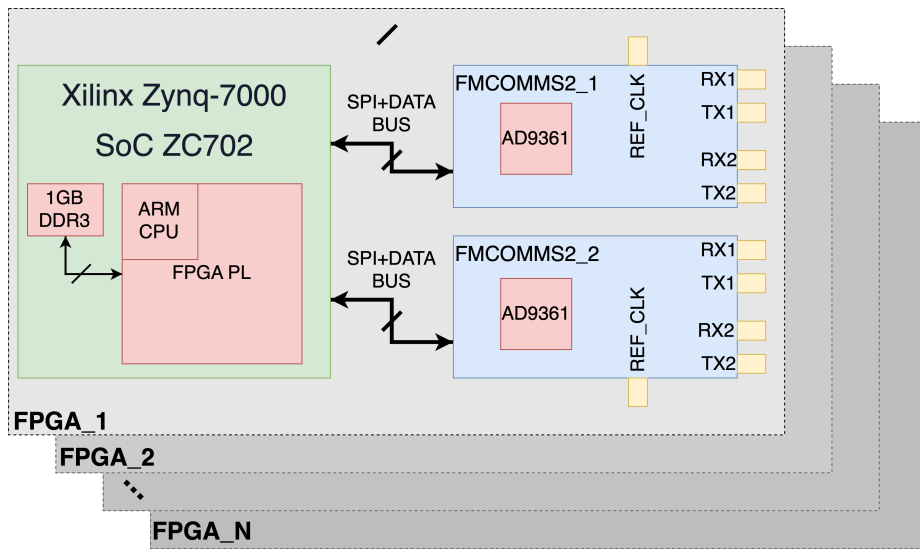 Xilinx Zynq-7000
SoC ZC702
1GB
DDR3
ARM
CPU
FPGA PL
SPI+DATA
BUS
SPI+DATA
BUS
FMCOMMS2_1
AD9361
REF_CLK
RX1
TX1
RX2
TX2
FMCOMMS2_2
AD9361
REF_CLK
RX1
TX1
RX2
TX2
FPGA_1
FPGA_2
FPGA_N